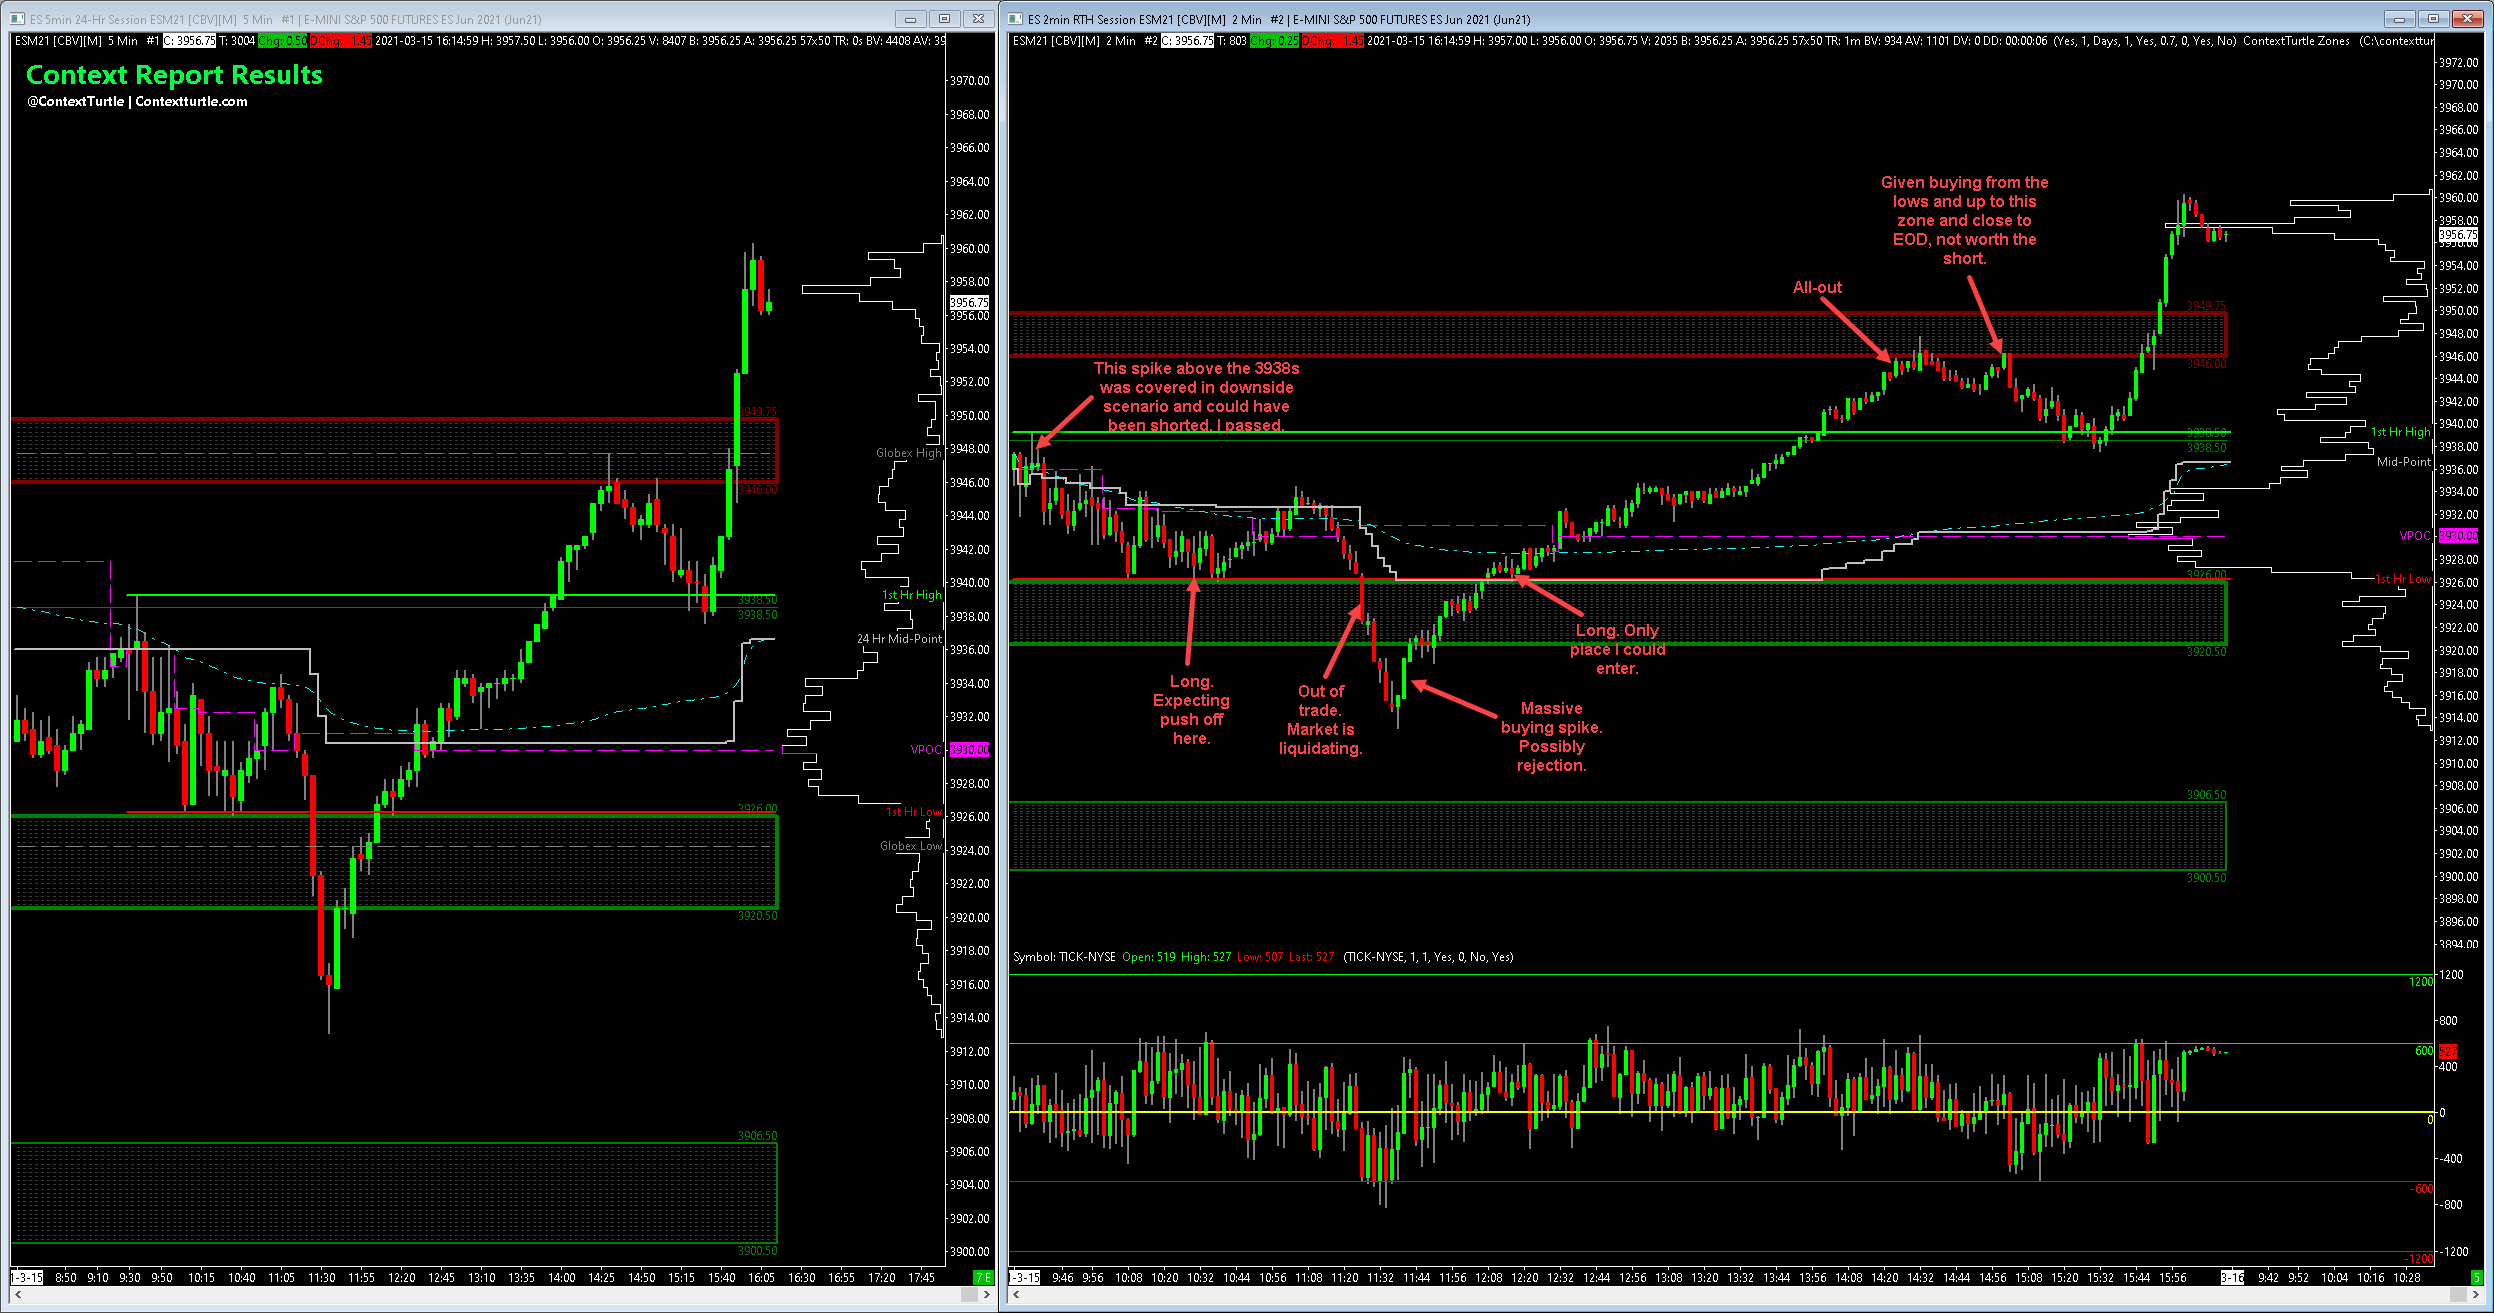 ES 5min 24-Hr Session ESM21 [CBV][M] 5 Min #1 | E-MINI S&P 500 FUTURES ES Jun 2021 (Jun21)
ESM21 [CBV][M] 5 Min #1 C: 3956.75 T: 3004 Chg: 0.50 DChg: -1.45 2021-03-15 16:14:59 H: 3957.50 L: 3956.00 O: 3956.25 V: 8407 B: 3956.25 A: 3956.25 57x50 TR: 0s BV: 4408 AV: 39
Context Report Results
@ContextTurtle | Contextturtle.com
3970.00
3968.00
3966.00
3964.00
3962.00
3960.00
3958.00
3956.75
3956.00
3954.00
3952.00
3950.00
3948.00
3946.00
3944.00
3942.00
3940.00
3938.00
3936.00
3934.00
3932.00
3930.00
3928.00
3926.00
3924.00
3922.00
3920.00
3918.00
3916.00
3914.00
3912.00
3910.00
3908.00
3906.00
3904.00
3902.00
3900.00
3949.75
Globex High
3946.00
1st Hr High
3938.50
3938.50
24 Hr Mid-Point
VPOC
3926.00
1st Hr Low
Globex Low
3920.50
3906.50
3900.50
1-3-15 8:50 9:10 9:30 9:50 10:15 10:40 11:05 11:30 11:55 12:20 12:45 13:10 13:35 14:00 14:25 14:50 15:15 15:40 16:05 16:30 16:55 17:20 17:45 7 E
ES 2min RTH Session ESM21 [CBV][M] 2 Min #2 | E-MINI S&P 500 FUTURES ES Jun 2021 (Jun21)
ESM21 [CBV][M] 2 Min #2 C: 3956.75 T: 803 Chg: 0.25 DChg: -1.45 2021-03-15 16:14:59 H: 3957.00 L: 3956.00 O: 3956.75 V: 2035 B: 3956.25 A: 3956.25 57x50 TR: 1m BV: 934 AV: 1101 DV: 0 DD: 00:00:06 (Yes, 1, Days, 1, Yes, 0.7, 0, Yes, No) ContextTurtle Zones (C:\contexttur
Given buying from the
lows and up to this
zone and close to
EOD, not worth the
short.
All-out
This spike above the 3938s
was covered in downside
scenario and could have
been shorted. I passed.
Long.
Expecting
push off
here.
Out of
trade.
Market is
liquidating.
Massive
buying spike.
Possibly
rejection.
Long. Only
place I could
enter.
3949.75
3946.00
3938.50
3938.50
1st Hr High
Mid-Point
VPOC
3926.00
1st Hr Low
3920.50
3906.50
3900.50
3972.00
3970.00
3968.00
3966.00
3964.00
3962.00
3960.00
3958.00
3956.75
3956.00
3954.00
3952.00
3950.00
3948.00
3946.00
3944.00
3942.00
3940.00
3938.00
3936.00
3934.00
3932.00
3930.00
3928.00
3926.00
3924.00
3922.00
3920.00
3918.00
3916.00
3914.00
3912.00
3910.00
3908.00
3906.00
3904.00
3902.00
3900.00
3898.00
3896.00
3894.00
Symbol: TICK-NYSE Open: 519 High: 527 Low: 507 Last: 527 (TICK-NYSE, 1, 1, Yes, 0, No, Yes)
1200
1200
800
600
527
400
0
0
-400
-600
-800
-1200
-1200
-3-15 9:46 9:56 10:08 10:20 10:32 10:44 10:56 11:08 11:20 11:32 11:44 11:56 12:08 12:20 12:32 12:44 12:56 13:08 13:20 13:32 13:44 13:56 14:08 14:20 14:32 14:44 14:56 15:08 15:20 15:32 15:44 15:56 3-16 9:42 9:52 10:04 10:16 10:28 5